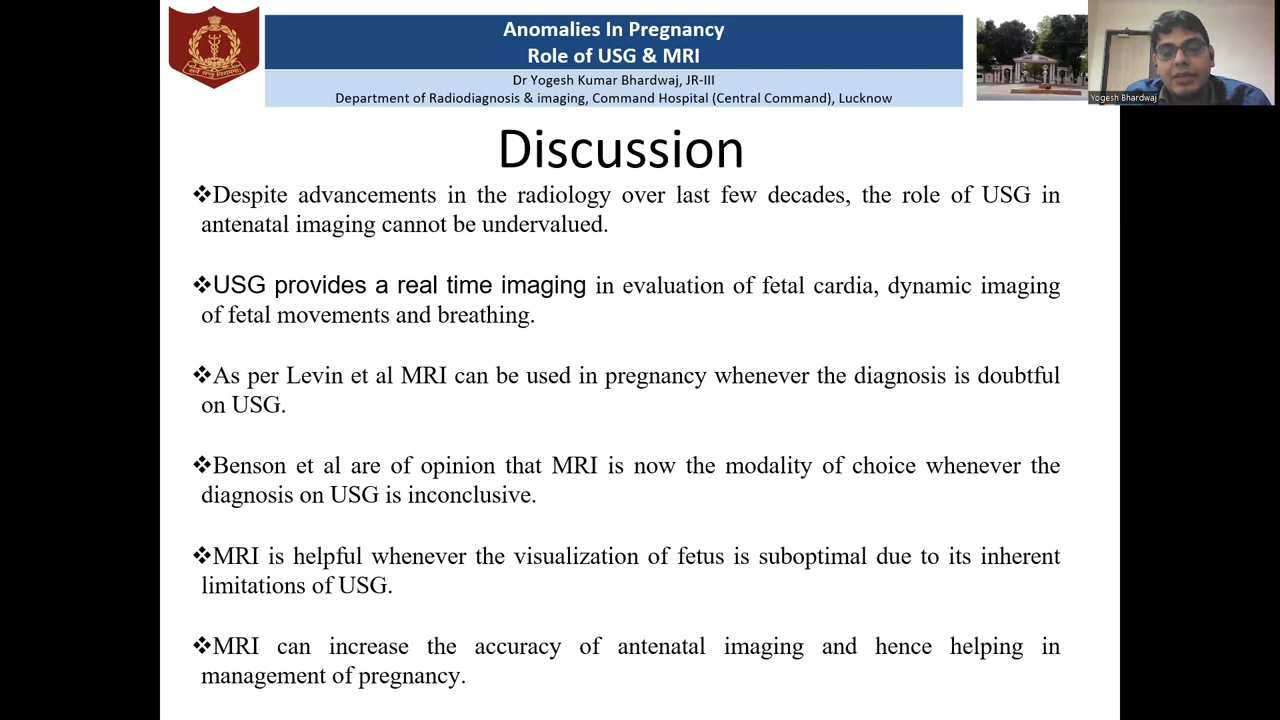 Anomalies In Pregnancy
Role of USG & MRI
Dr Yogesh Kumar Bhardwaj, JR-III
Department of Radiodiagnosis & imaging, Command Hospital (Central Command), Lucknow
Yogesh Bhardwaj
Discussion
❖Despite advancements in the radiology over last few decades, the role of USG in
antenatal imaging cannot be undervalued.
❖USG provides a real time imaging in evaluation of fetal cardia, dynamic imaging
of fetal movements and breathing.
❖As per Levin et al MRI can be used in pregnancy whenever the diagnosis is doubtful
on USG.
❖Benson et al are of opinion that MRI is now the modality of choice whenever the
diagnosis on USG is inconclusive.
❖MRI is helpful whenever the visualization of fetus is suboptimal due to its inherent
limitations of USG.
❖MRI can increase the accuracy of antenatal imaging and hence helping in
management of pregnancy.